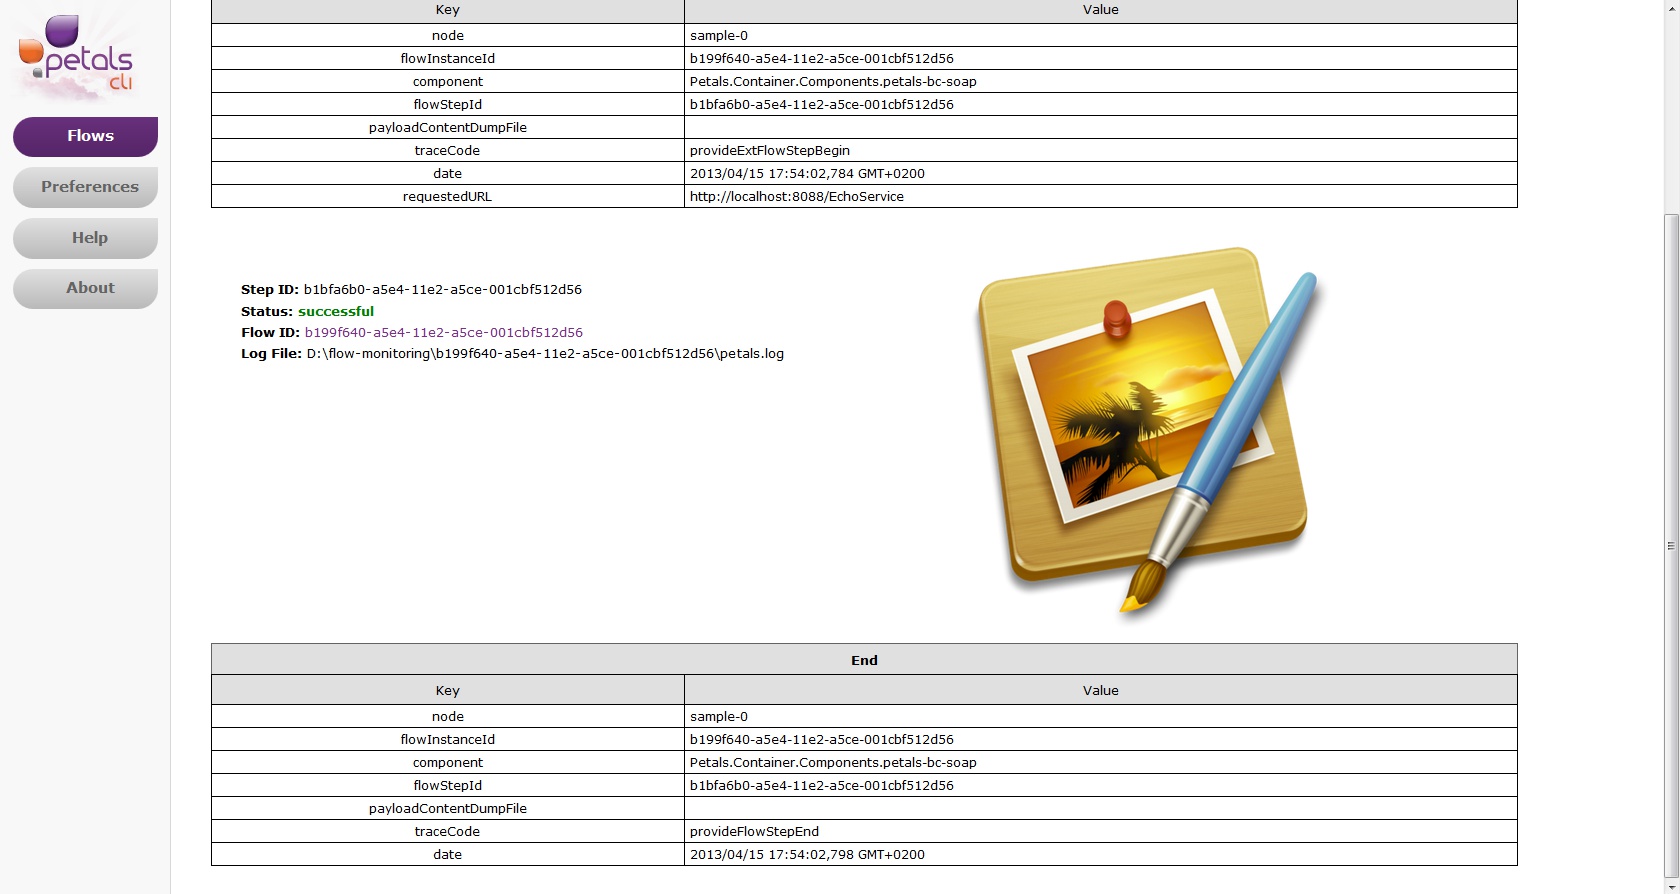 petals
cli
Flows
Preferences
Help
About
Key Value
node sample-0
flowInstanceId b199f640-a5e4-11e2-a5ce-001cbf512d56
component Petals.Container.Components.petals-bc-soap
flowStepId b1bfa6b0-a5e4-11e2-a5ce-001cbf512d56
payloadContentDumpFile
traceCode provideExtFlowStepBegin
date 2013/04/15 17:54:02,784 GMT+0200
requestedURL http://localhost:8088/EchoService
Step ID: b1bfa6b0-a5e4-11e2-a5ce-001cbf512d56
Status: successful
Flow ID: b199f640-a5e4-11e2-a5ce-001cbf512d56
Log File: D:\flow-monitoring\b199f640-a5e4-11e2-a5ce-001cbf512d56\petals.log
End
Key Value
node sample-0
flowInstanceId b199f640-a5e4-11e2-a5ce-001cbf512d56
component Petals.Container.Components.petals-bc-soap
flowStepId b1bfa6b0-a5e4-11e2-a5ce-001cbf512d56
payloadContentDumpFile
traceCode provideFlowStepEnd
date 2013/04/15 17:54:02,798 GMT+0200